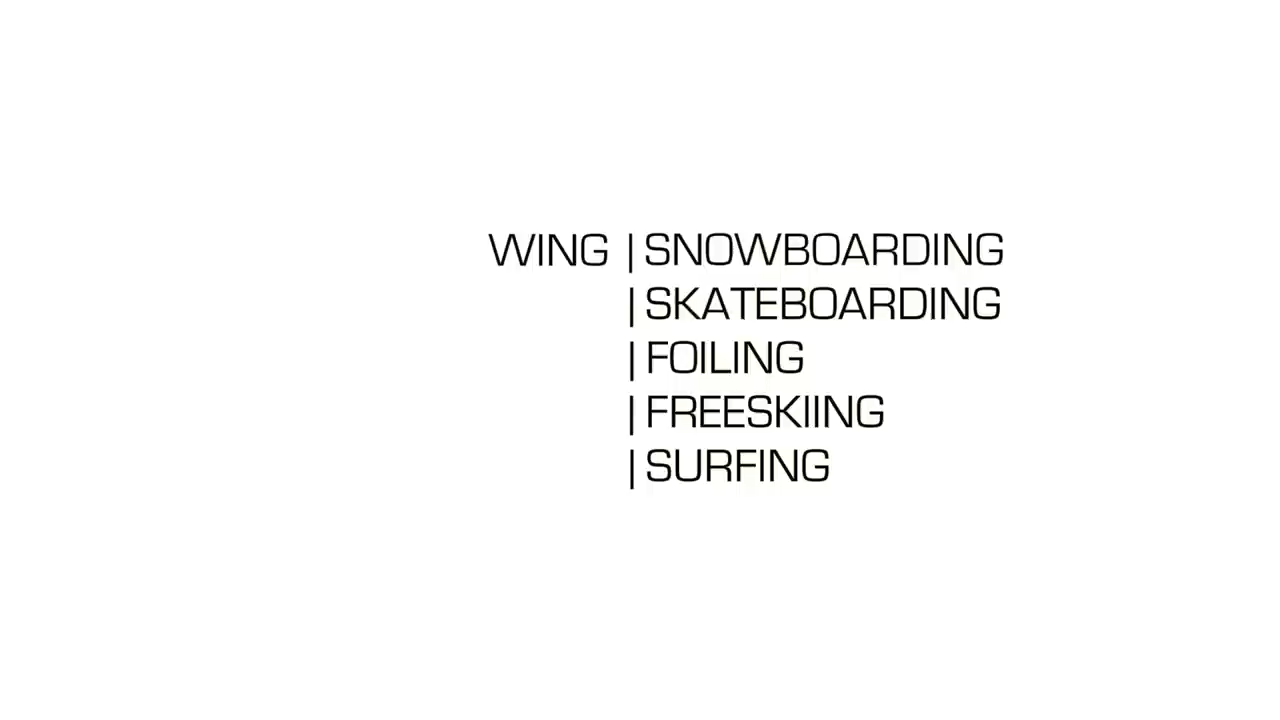 WING | SNOWBOARDING
| SKATEBOARDING
| FOILING
| FREESKIING
| SURFING